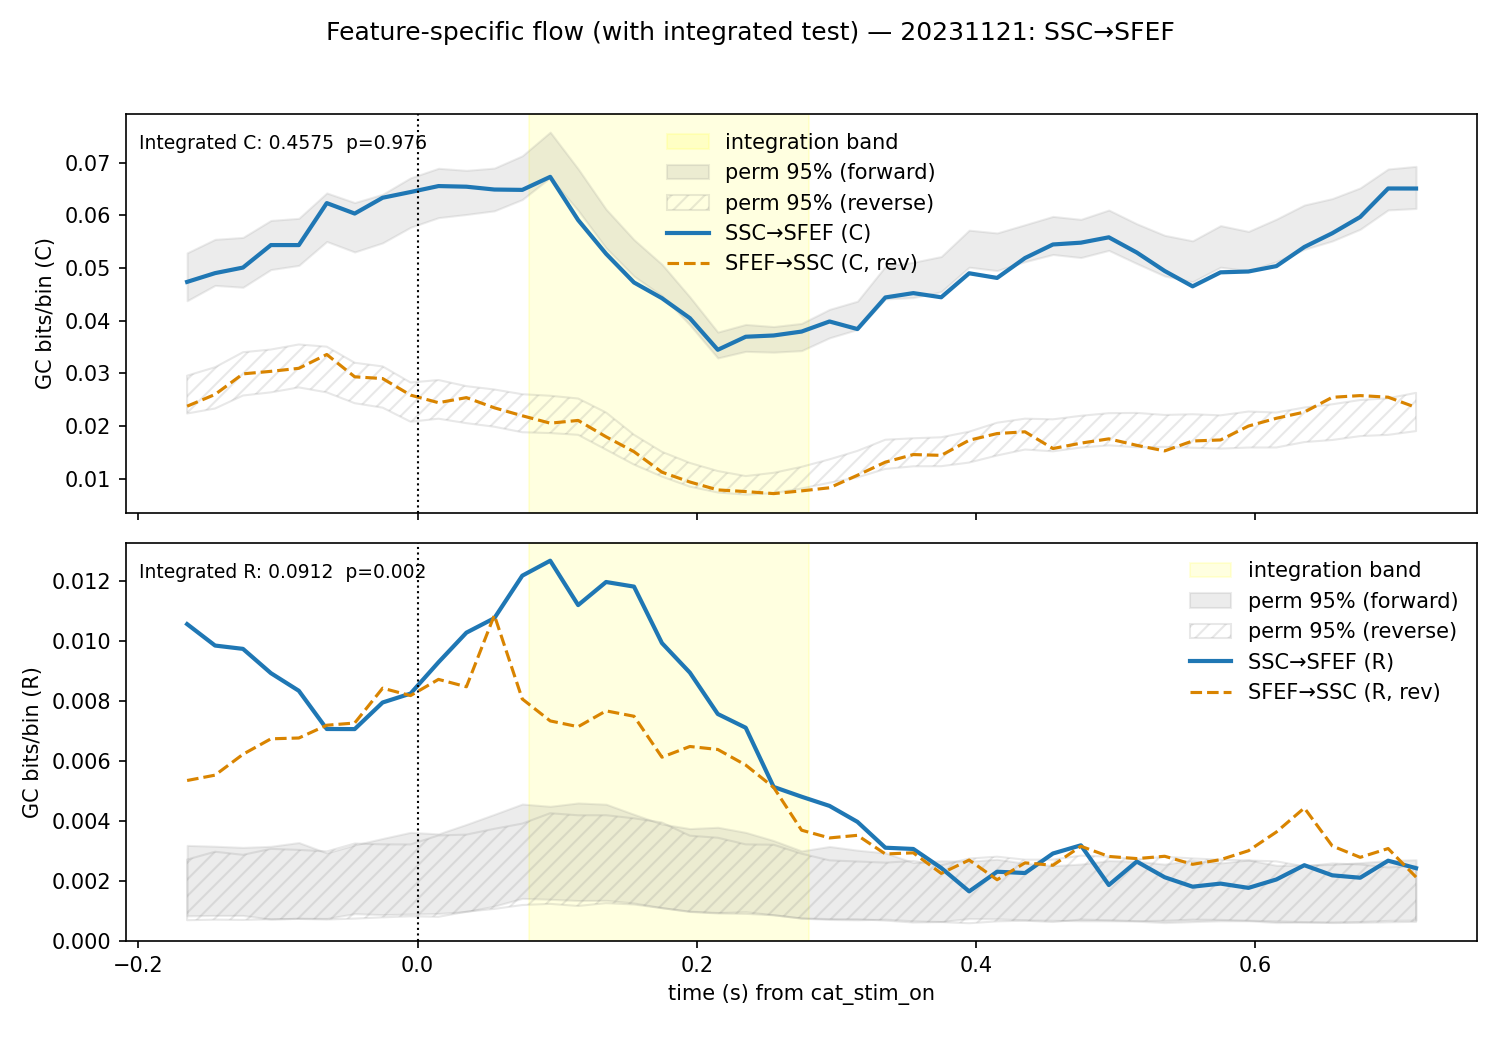 Feature-specific flow (with integrated test) — 20231121: SSC→SFEF
Integrated C: 0.4575  p=0.976
integration band
perm 95% (forward)
perm 95% (reverse)
SSC→SFEF (C)
SFEF→SSC (C, rev)
GC bits/bin (C)
0.07
0.06
0.05
0.04
0.03
0.02
0.01
Integrated R: 0.0912  p=0.002
integration band
perm 95% (forward)
perm 95% (reverse)
SSC→SFEF (R)
SFEF→SSC (R, rev)
GC bits/bin (R)
0.012
0.010
0.008
0.006
0.004
0.002
0.000
−0.2 0.0 0.2 0.4 0.6
time (s) from cat_stim_on